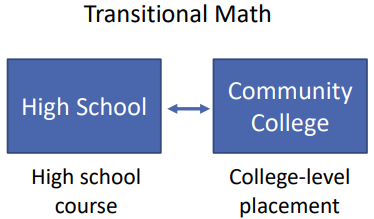 Transitional Math
High School
Community
College
High school
course
College-level
placement